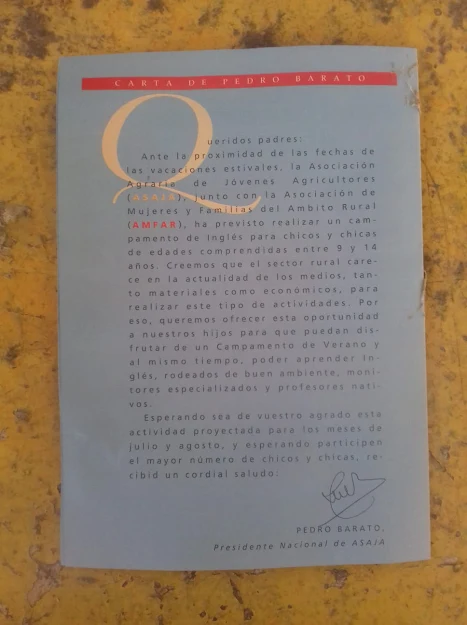 CARTA DE PEDRO BARATO
Queridos padres:
Ante la proximidad de las fechas de
las vacaciones estivales, la Asociación
Agraria de Jóvenes Agricultores
(ASAJA), junto con la Asociación de
Mujeres y Familias del Ambito Rural
(AMFAR), ha previsto realizar un cam-
pamento de Inglés para chicos y chicas
de edades comprendidas entre 9 y 14
años. Creemos que el sector rural care-
ce en la actualidad de los medios, tan-
to materiales como económicos, para
realizar este tipo de actividades. Por
eso, queremos ofrecer esta oportunidad
a nuestros hijos para que puedan dis-
frutar de un Campamento de Verano y
al mismo tiempo, poder aprender In-
glés, rodeados de buen ambiente, moni-
tores especializados y profesores nati-
vos.
Esperando sea de vuestro agrado esta
actividad proyectada para los meses de
julio y agosto, y esperando participen
el mayor número de chicos y chicas, re-
cibid un cordial saludo:
PEDRO BARATO,
Presidente Nacional de ASAJA